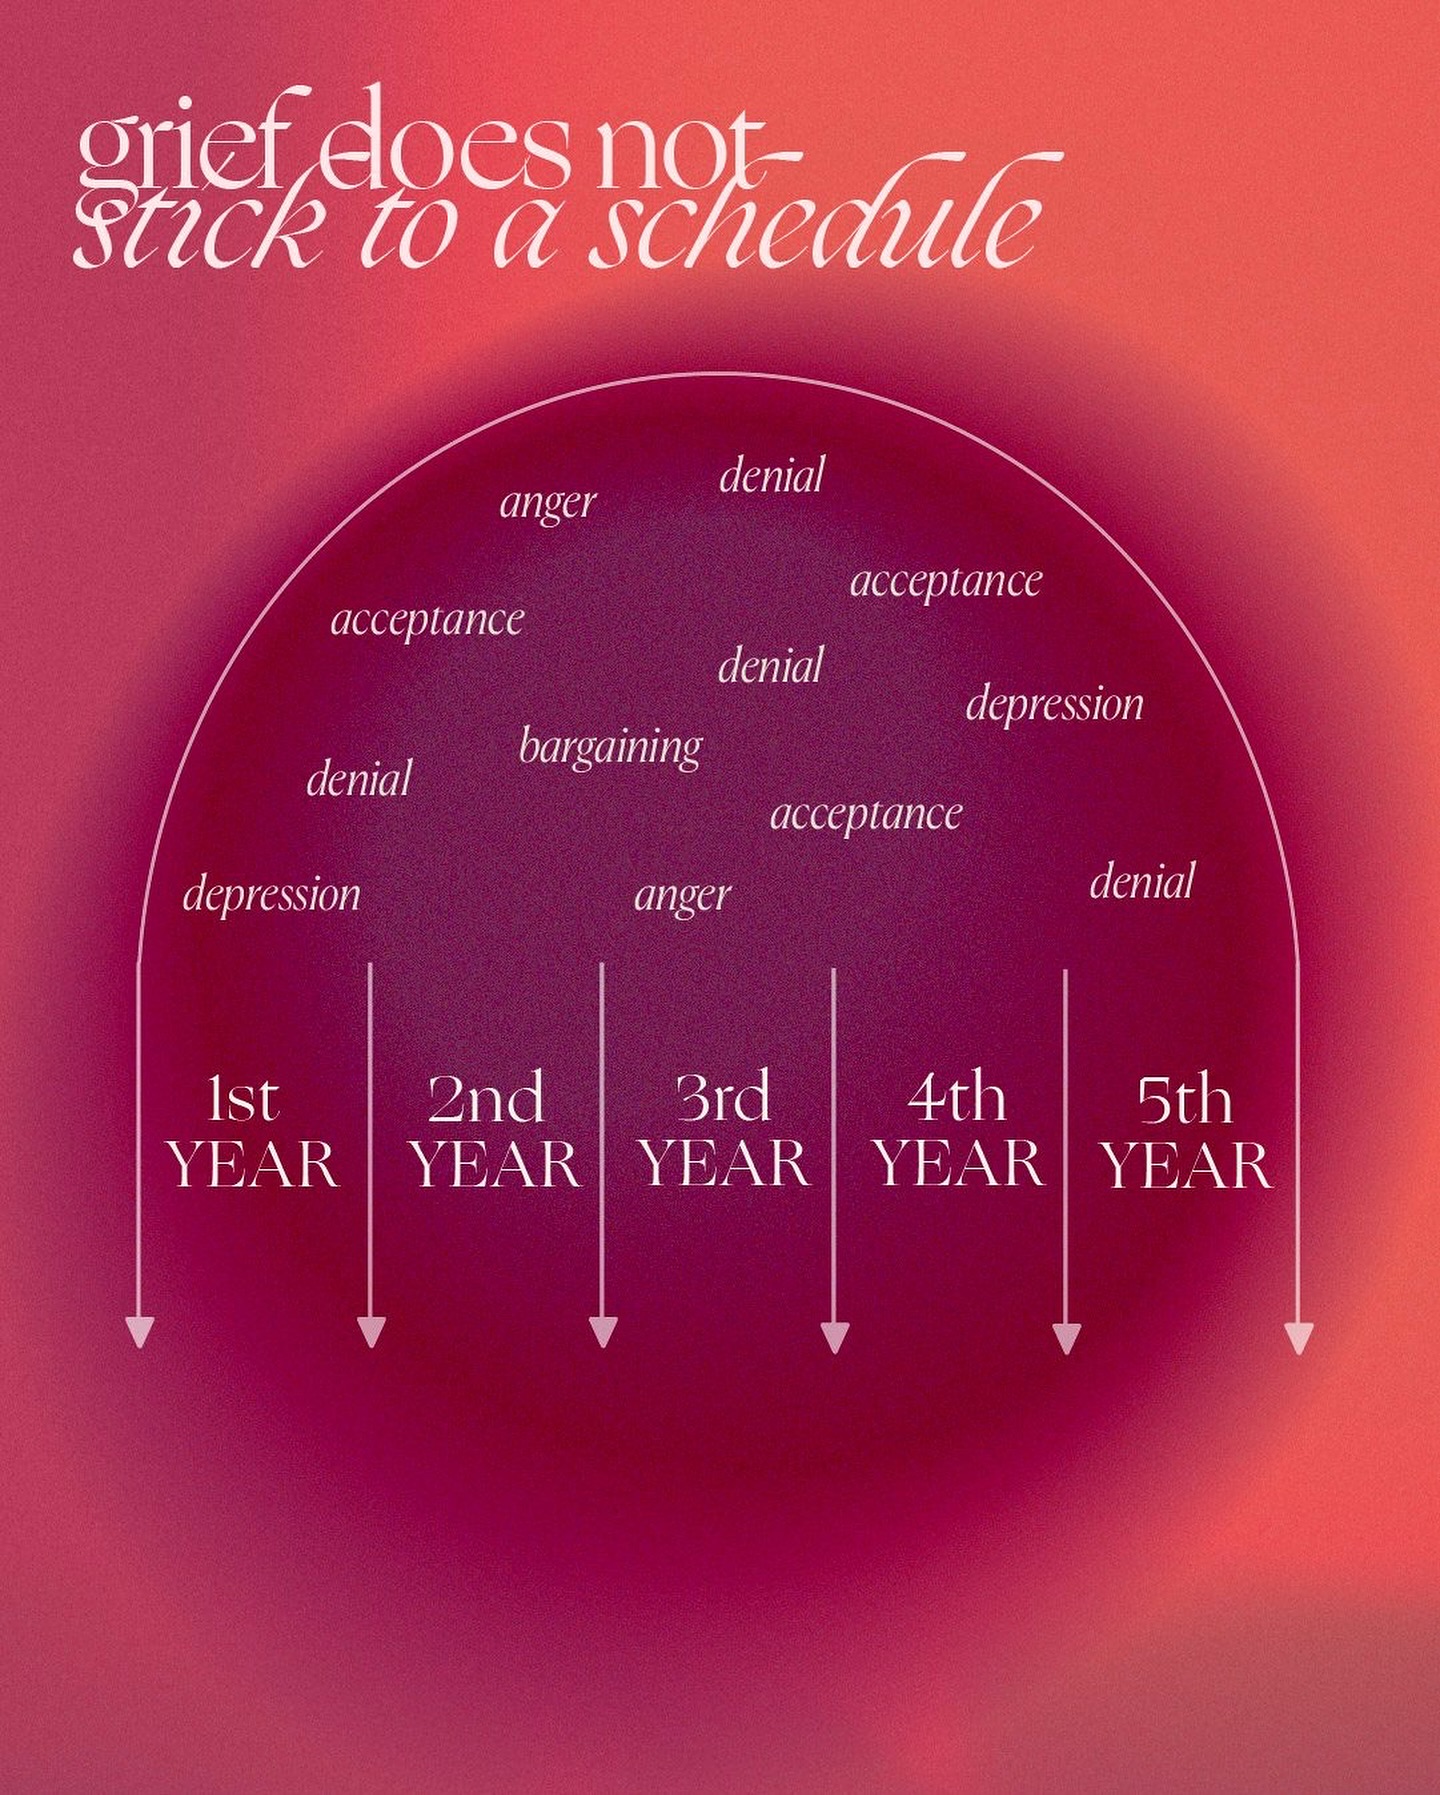 grief does not
stick to a schedule
denial
anger
acceptance
acceptance
denial
depression
bargaining
denial
acceptance
denial
depression
anger
1st
YEAR
2nd
YEAR
3rd
YEAR
4th
YEAR
5th
YEAR